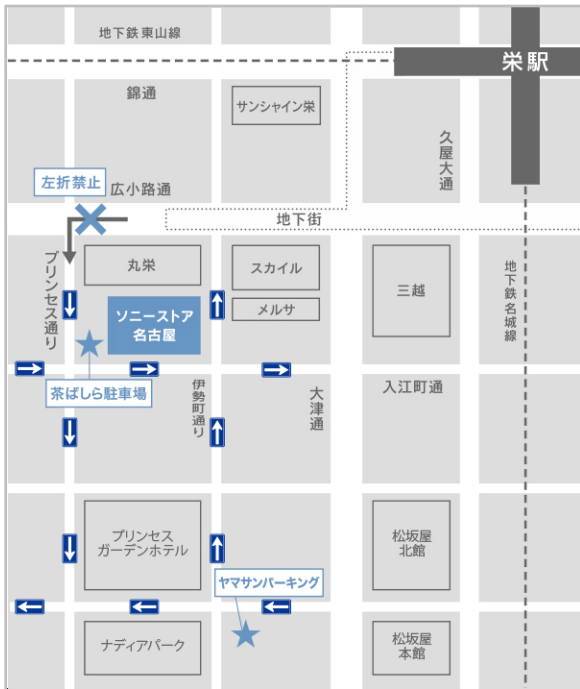 地下鉄東山線
栄駅
錦通
サンシャイン栄
久屋大通
左折禁止
広小路通
地下街
プリンセス通り
丸栄
スカイル
三越
地下鉄名城線
ソニーストア
名古屋
メルサ
茶ばしら駐車場
伊勢町通り
大津通
入江町通
プリンセス
ガーデンホテル
松坂屋
北館
ヤマサンパーキング
ナディアパーク
松坂屋
本館